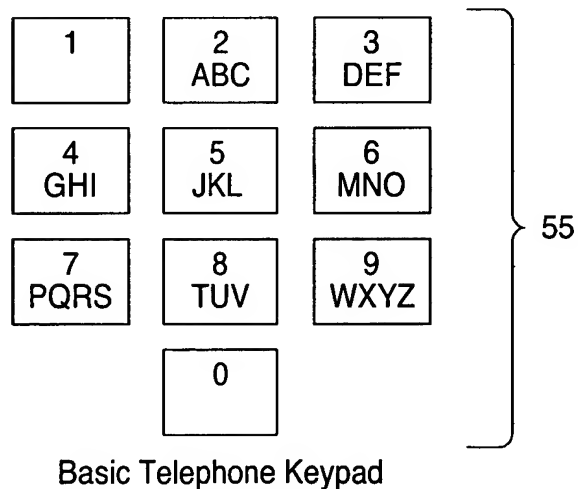 1 2 3
ABC DEF
4 5 6
GHI JKL MNO
55
7 8 9
PQRS TUV WXYZ
0
Basic Telephone Keypad